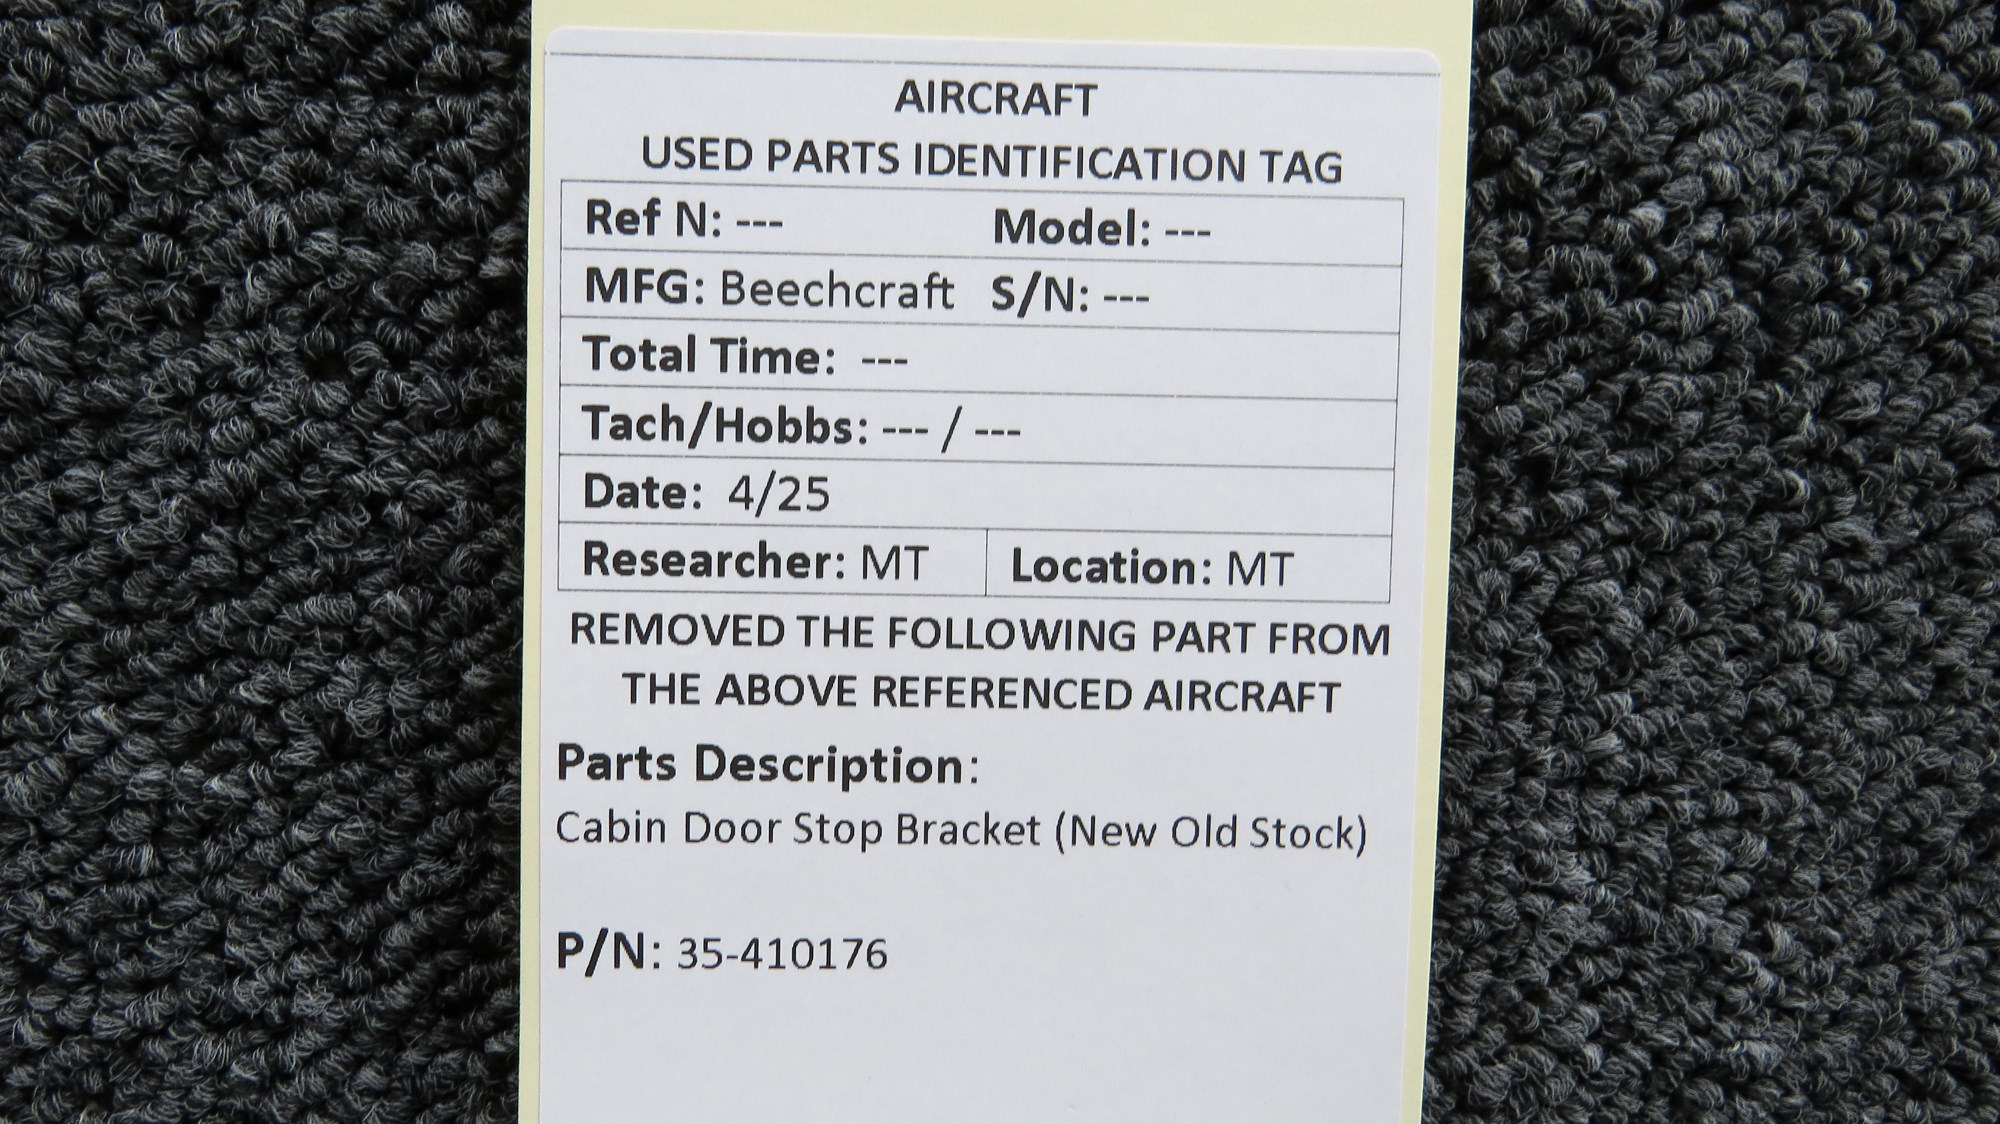 AIRCRAFT
USED PARTS IDENTIFICATION TAG
Ref N: --- Model: ---
MFG: Beechcraft S/N: ---
Total Time: ---
Tach/Hobbs: --- / ---
Date: 4/25
Researcher: MT Location: MT
REMOVED THE FOLLOWING PART FROM
THE ABOVE REFERENCED AIRCRAFT
Parts Description:
Cabin Door Stop Bracket (New Old Stock)
P/N: 35-410176